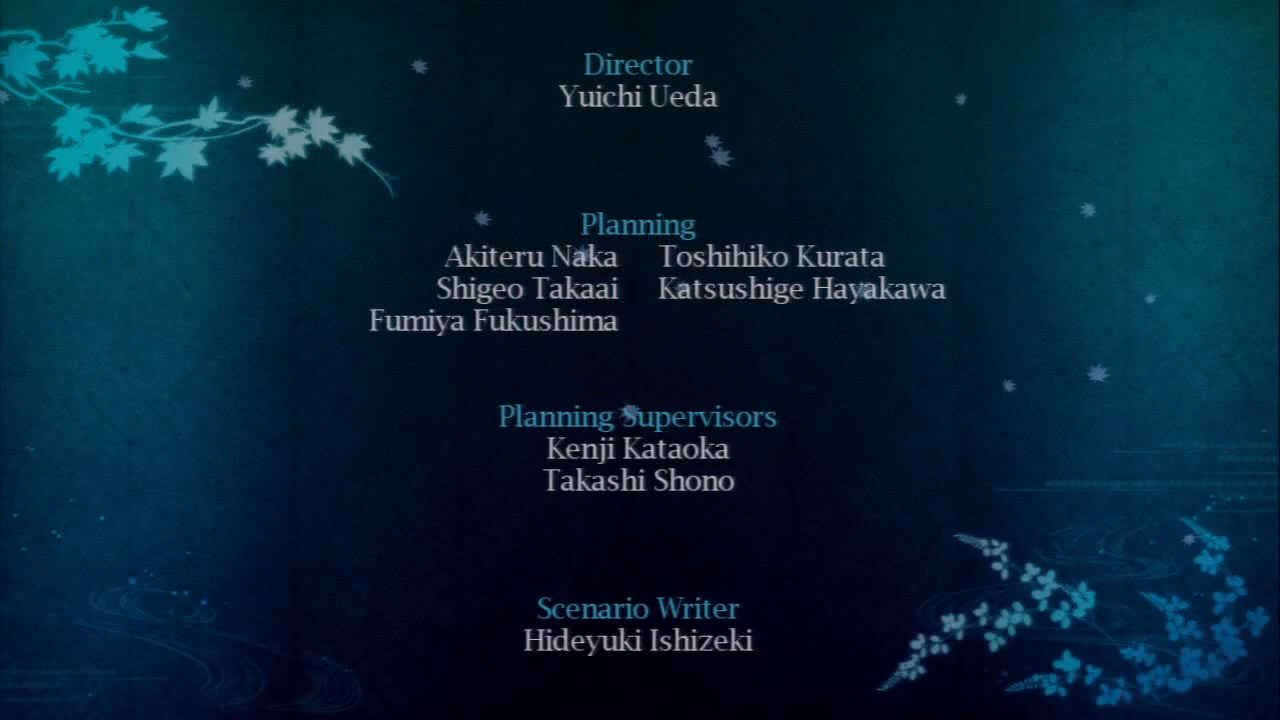 Director
Yuichi Ueda
Planning
Akiteru Naka Toshihiko Kurata
Shigeo Takaai Katsushige Hayakawa
Fumiya Fukushima
Planning Supervisors
Kenji Kataoka
Takashi Shono
Scenario Writer
Hideyuki Ishizeki